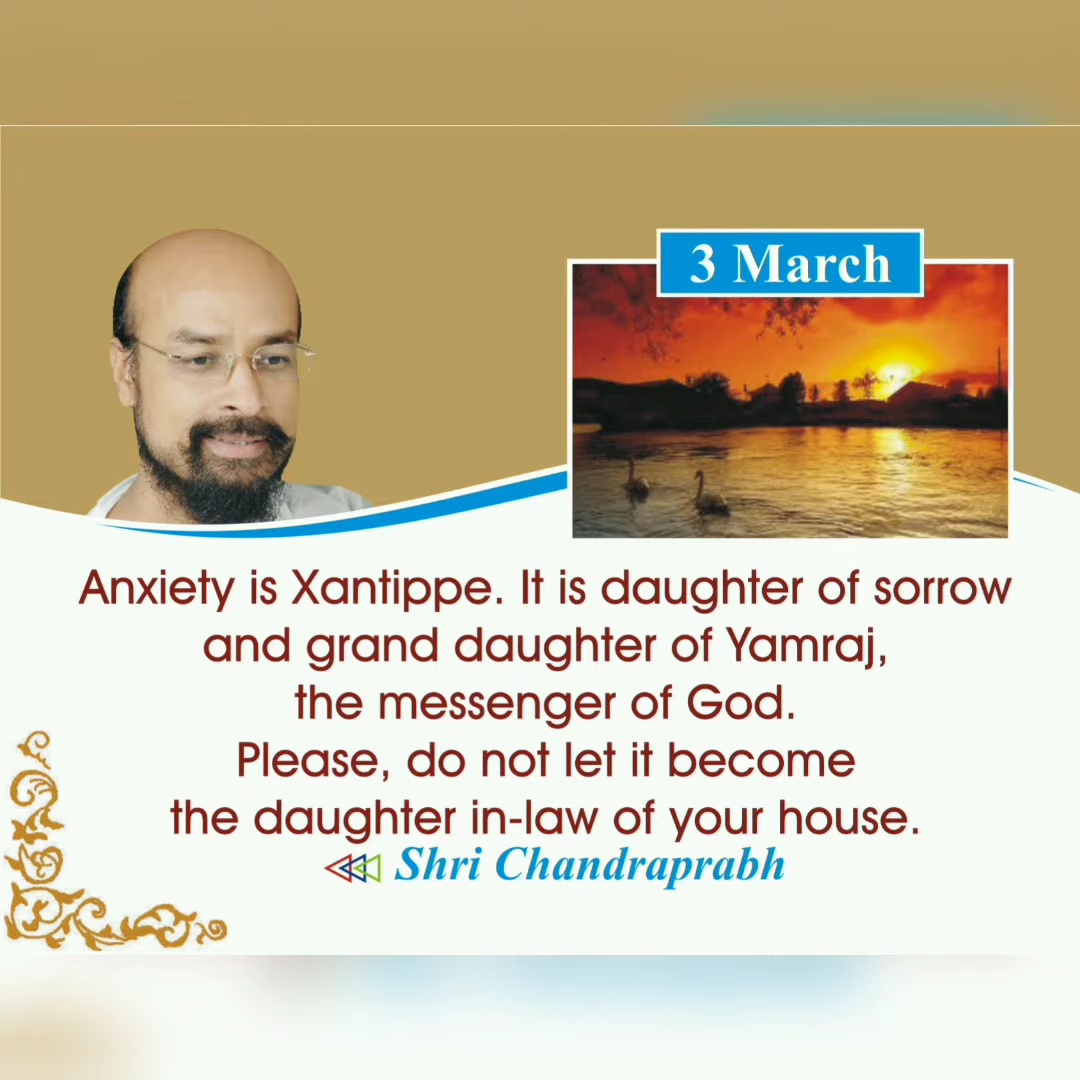 3 March
Anxiety is Xantippe. It is daughter of sorrow
and grand daughter of Yamraj,
the messenger of God.
Please, do not let it become
the daughter in-law of your house.
Shri Chandraprabh